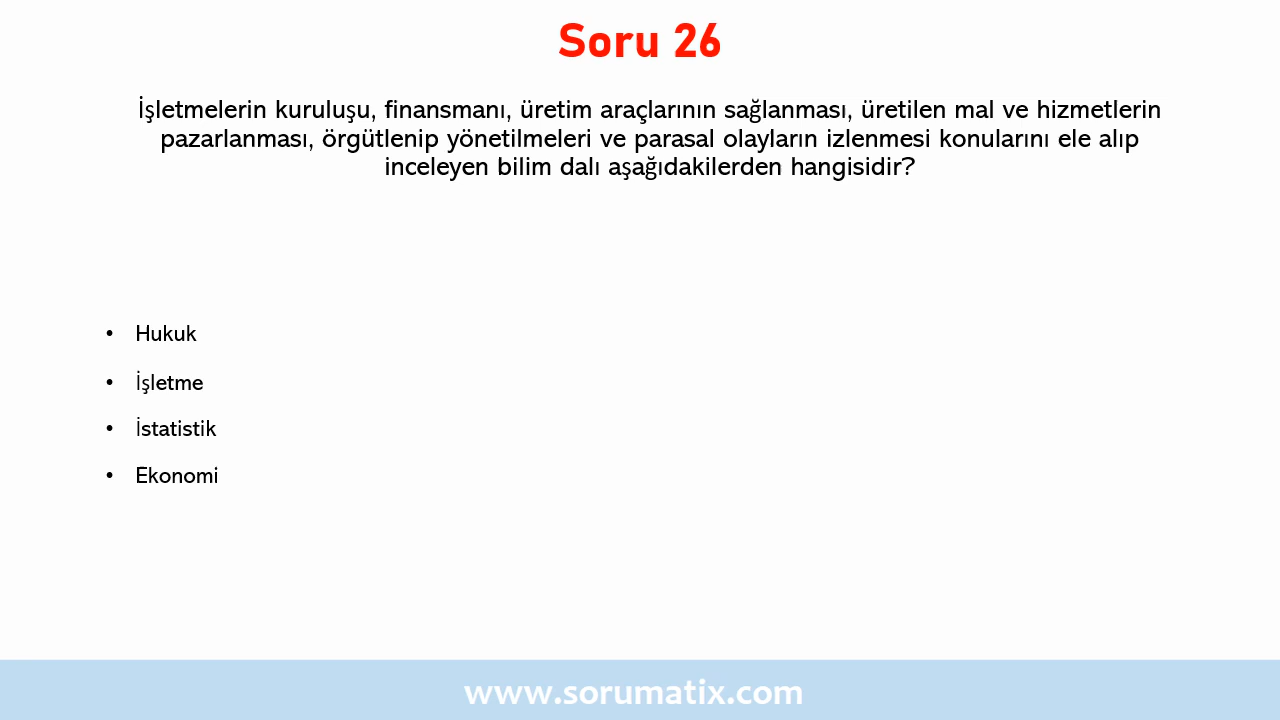 Soru 26
İşletmelerin kuruluşu, finansmanı, üretim araçlarının sağlanması, üretilen mal ve hizmetlerin
pazarlanması, örgütlenip yönetilmeleri ve parasal olayların izlenmesi konularını ele alıp
inceleyen bilim dalı aşağıdakilerden hangisidir?
• Hukuk
• İşletme
• İstatistik
• Ekonomi
www.sorumatix.com